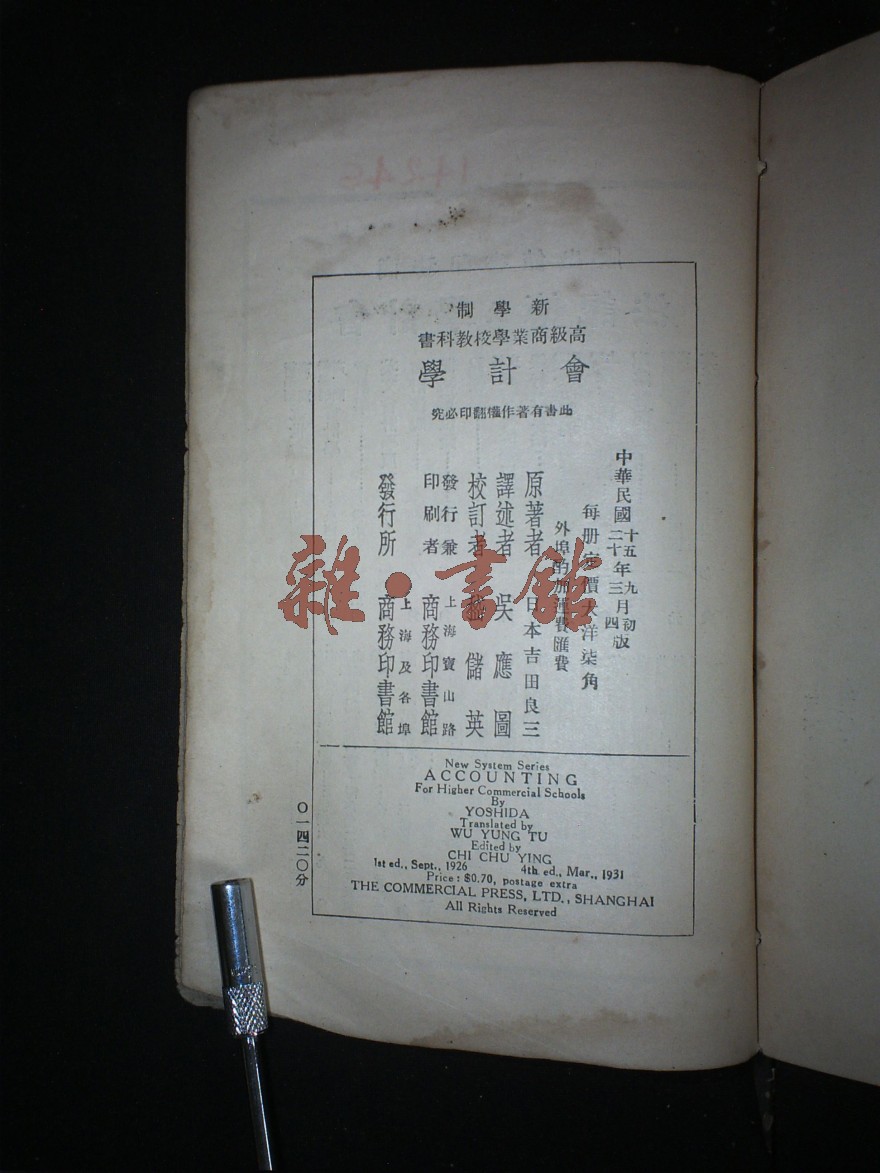 新學制
高級商業學校教科書
會計學
此書有著作權翻印必究
中華民國十五年九月初版
二十年三月四版
每册定價大洋柒角
外埠酌加運費匯費
原著者 日本吉田良三
譯述者 吳應圖
校訂者 儲英
發行兼印刷者 上海寶山路 商務印書館
發行所 上海及各埠 商務印書館
New System Series
ACCOUNTING
For Higher Commercial Schools
By
YOSHIDA
Translated by
WU YUNG TU
Edited by
CHI CHU YING
1st ed., Sept., 1926 4th ed., Mar., 1931
Price: $0.70, postage extra
THE COMMERCIAL PRESS, LTD., SHANGHAI
All Rights Reserved
〇一四二〇分
雜·書館